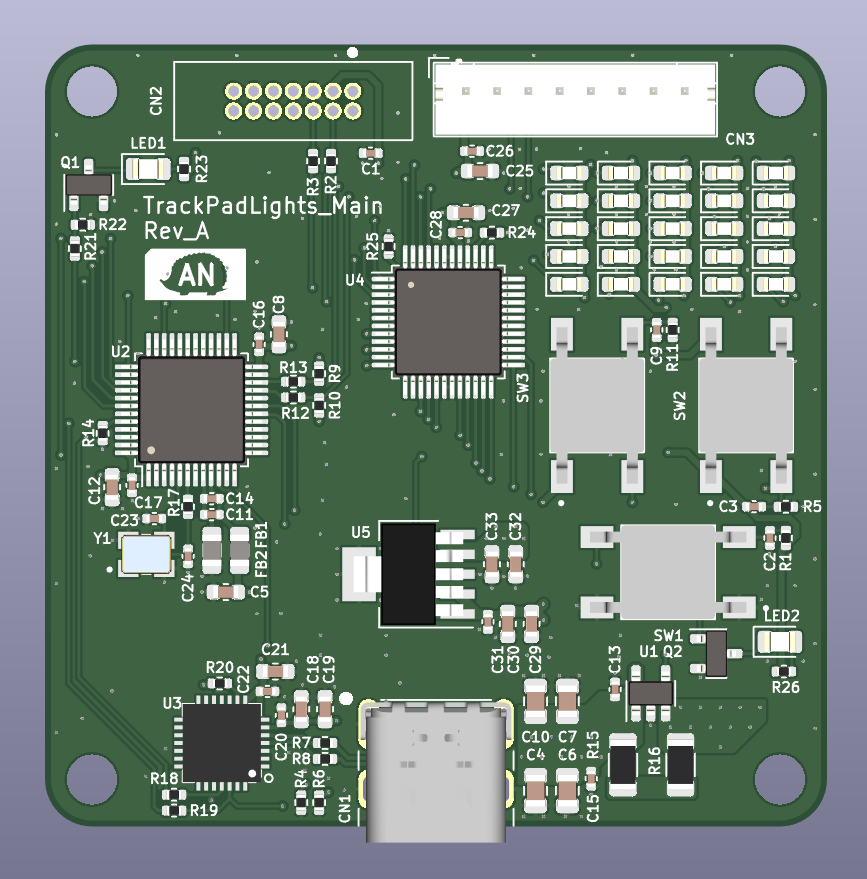 CN2
CN3
LED1
Q1
R23
R3
R2
C1
C26
C25
TrackPadLights_Main
Rev_A
R22
R21
C28
C27
R24
R25
AN
U4
C16
C8
U2
R13
R9
R12
R10
C9
R11
SW3
SW2
R14
C12
C17
R17
C14
C11
C23
Y1
C24
FB2
FB1
C5
U5
C33
C32
C3
R5
C2
R1
LED2
SW1
U1
Q2
R26
C31
C30
C29
C21
R20
C22
C18
C19
C13
U3
C20
R7
R8
C10
C7
C4
C6
R15
R16
R18
R19
R4
R6
CN1
C15